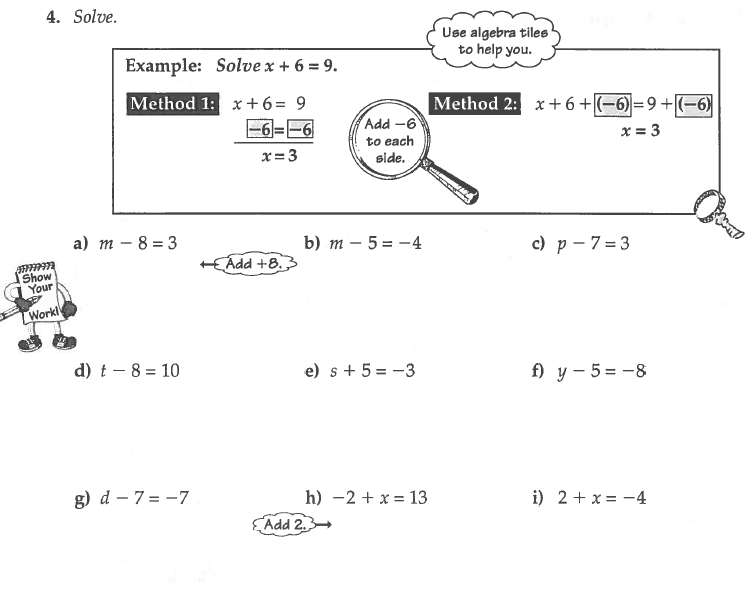 4. Solve.
Use algebra tiles
to help you.
Example: Solve x + 6 = 9.
Method 1: x + 6 = 9
−6 = −6
x = 3
Add −6
to each
side.
Method 2: x + 6 + (−6) = 9 + (−6)
x = 3
a) m − 8 = 3
Add +8.
b) m − 5 = −4
c) p − 7 = 3
Show
Your
Work!
d) t − 8 = 10
e) s + 5 = −3
f) y − 5 = −8
g) d − 7 = −7
h) −2 + x = 13
Add 2.
i) 2 + x = −4